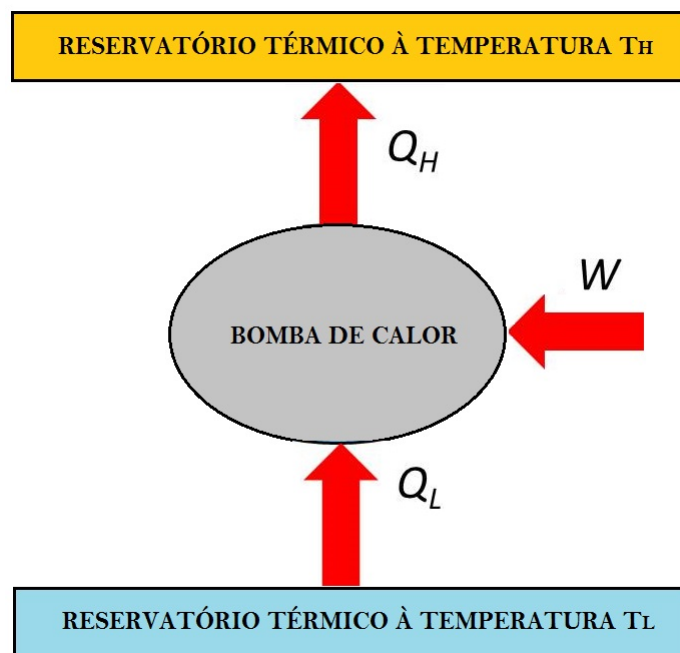 RESERVATÓRIO TÉRMICO À TEMPERATURA TH
QH
W
BOMBA DE CALOR
QL
RESERVATÓRIO TÉRMICO À TEMPERATURA TL